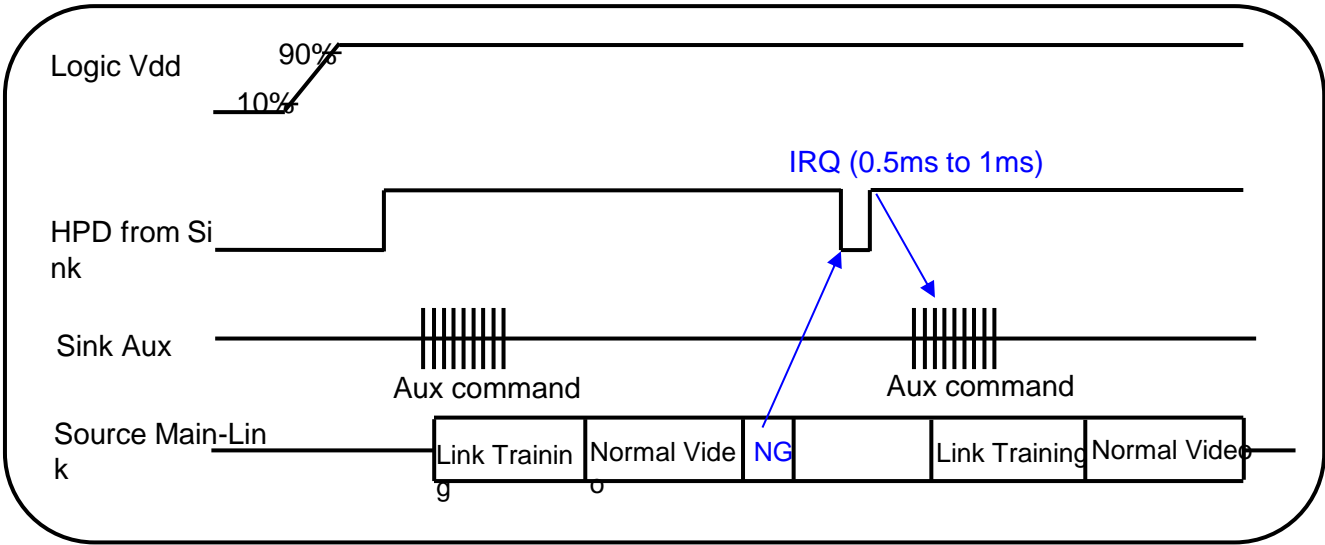 Logic Vdd
90%
10%
IRQ (0.5ms to 1ms)
HPD from Si
nk
Sink Aux
Aux command
Aux command
Source Main-Lin
k
Link Trainin
g
Normal Vide
o
NG
Link Training
Normal Video